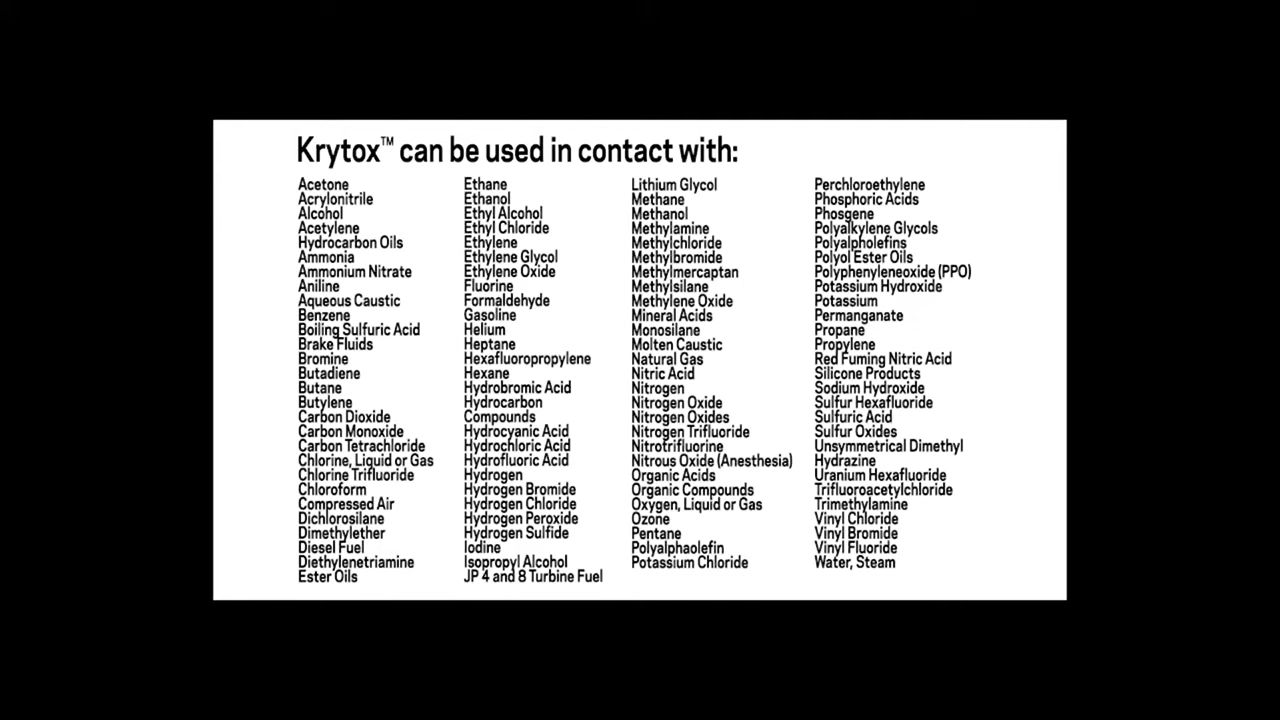 Krytox™ can be used in contact with:
Acetone
Acrylonitrile
Alcohol
Acetylene
Hydrocarbon Oils
Ammonia
Ammonium Nitrate
Aniline
Aqueous Caustic
Benzene
Boiling Sulfuric Acid
Brake Fluids
Bromine
Butadiene
Butane
Butylene
Carbon Dioxide
Carbon Monoxide
Carbon Tetrachloride
Chlorine, Liquid or Gas
Chlorine Trifluoride
Chloroform
Compressed Air
Dichlorosilane
Dimethylether
Diesel Fuel
Diethylenetriamine
Ester Oils
Ethane
Ethanol
Ethyl Alcohol
Ethyl Chloride
Ethylene
Ethylene Glycol
Ethylene Oxide
Fluorine
Formaldehyde
Gasoline
Helium
Heptane
Hexafluoropropylene
Hexane
Hydrobromic Acid
Hydrocarbon
Compounds
Hydrocyanic Acid
Hydrochloric Acid
Hydrofluoric Acid
Hydrogen
Hydrogen Bromide
Hydrogen Chloride
Hydrogen Peroxide
Hydrogen Sulfide
Iodine
Isopropyl Alcohol
JP 4 and 8 Turbine Fuel
Lithium Glycol
Methane
Methanol
Methylamine
Methylchloride
Methylbromide
Methylmercaptan
Methylsilane
Methylene Oxide
Mineral Acids
Monosilane
Molten Caustic
Natural Gas
Nitric Acid
Nitrogen
Nitrogen Oxide
Nitrogen Oxides
Nitrogen Trifluoride
Nitrotrifluorine
Nitrous Oxide (Anesthesia)
Organic Acids
Organic Compounds
Oxygen, Liquid or Gas
Ozone
Pentane
Polyalphaolefin
Potassium Chloride
Perchloroethylene
Phosphoric Acids
Phosgene
Polyalkylene Glycols
Polyalpholefins
Polyol Ester Oils
Polyphenyleneoxide (PPO)
Potassium Hydroxide
Potassium
Permanganate
Propane
Propylene
Red Fuming Nitric Acid
Silicone Products
Sodium Hydroxide
Sulfur Hexafluoride
Sulfuric Acid
Sulfur Oxides
Unsymmetrical Dimethyl
Hydrazine
Uranium Hexafluoride
Trifluoroacetylchloride
Trimethylamine
Vinyl Chloride
Vinyl Bromide
Vinyl Fluoride
Water, Steam